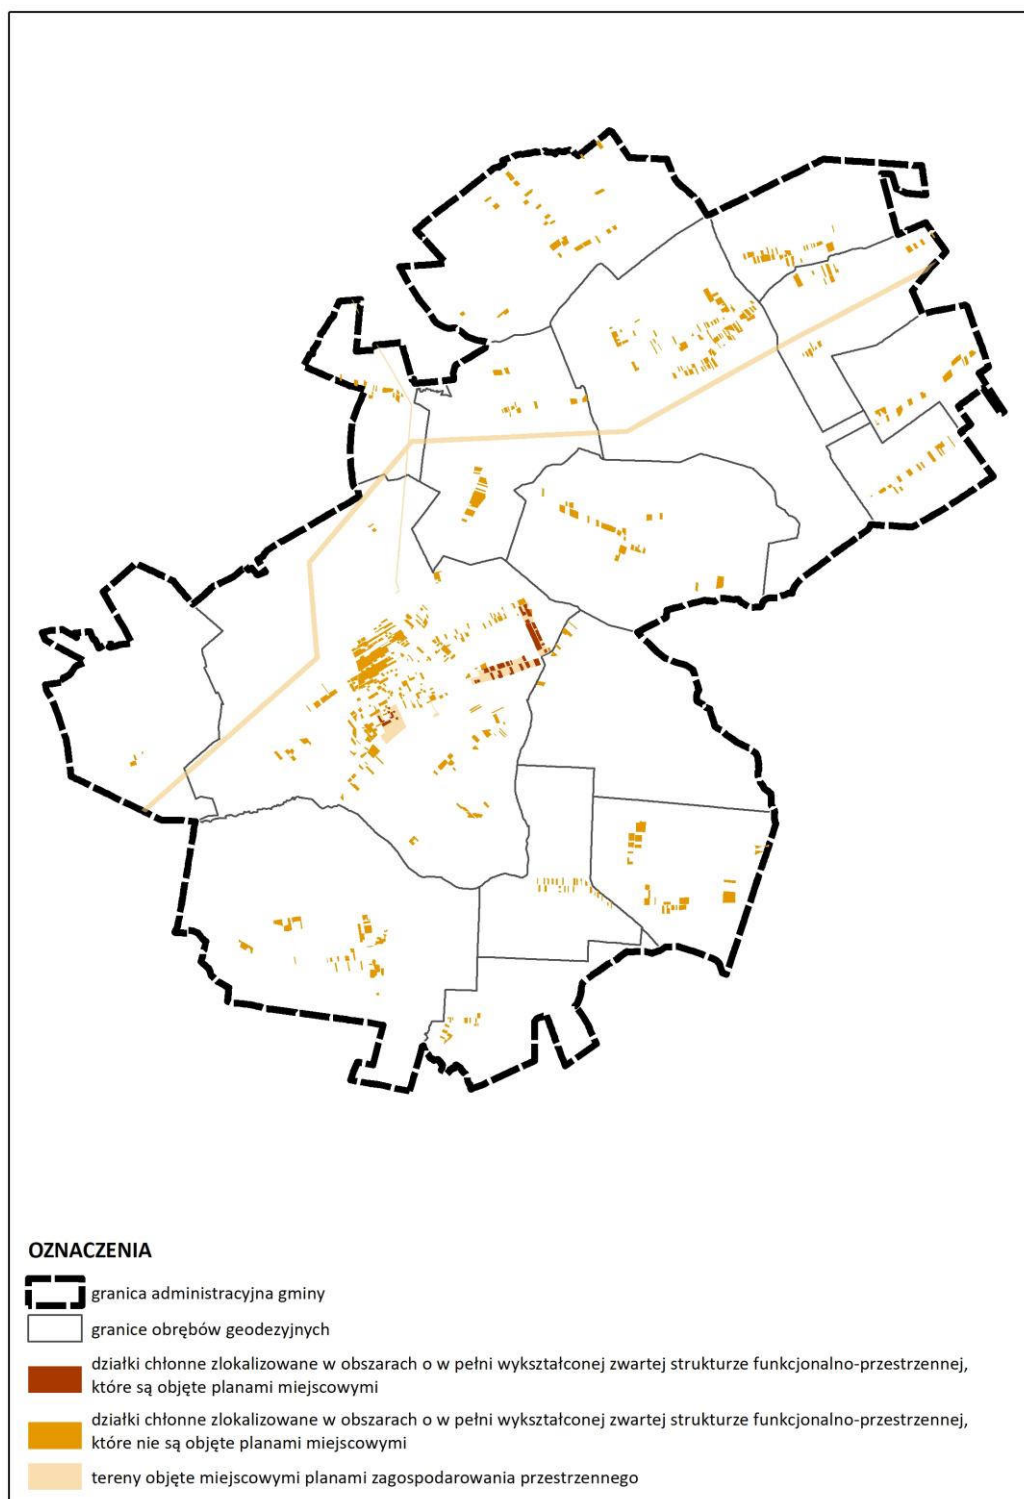 OZNACZENIA
granica administracyjna gminy
granice obrębów geodezyjnych
działki chłonne zlokalizowane w obszarach o w pełni wykształconej zwartej strukturze funkcjonalno-przestrzennej,
które są objęte planami miejscowymi
działki chłonne zlokalizowane w obszarach o w pełni wykształconej zwartej strukturze funkcjonalno-przestrzennej,
które nie są objęte planami miejscowymi
tereny objęte miejscowymi planami zagospodarowania przestrzennego